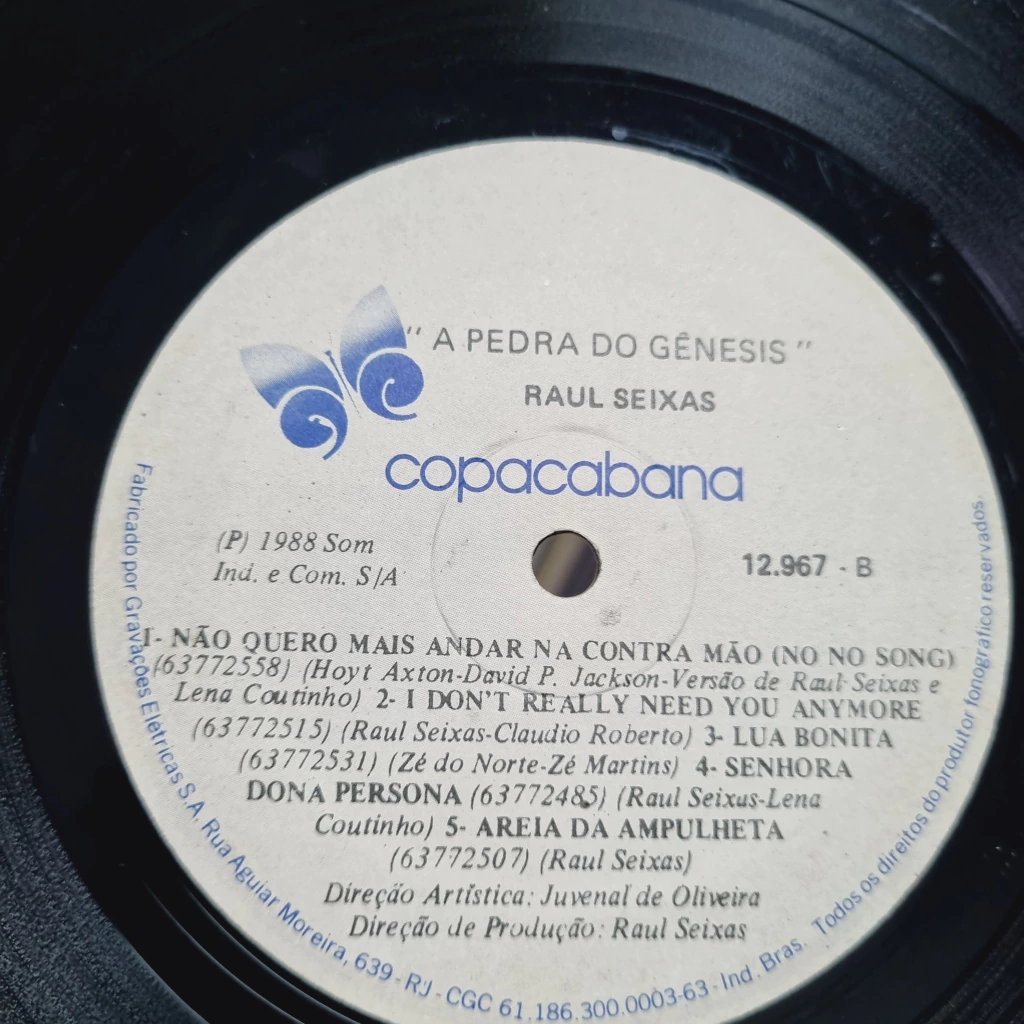 " A PEDRA DO GÊNESIS "
RAUL SEIXAS
copacabana
(P) 1988 Som
Ind. e Com. S/A
12.967 - B
1- NÃO QUERO MAIS ANDAR NA CONTRA MÃO (NO NO SONG)
(63772558) (Hoyt Axton-David P. Jackson-Versão de Raul Seixas e
Lena Coutinho) 2- I DON'T REALLY NEED YOU ANYMORE
(63772515) (Raul Seixas-Claudio Roberto) 3- LUA BONITA
(63772531) (Zé do Norte-Zé Martins) 4- SENHORA
DONA PERSONA (63772485) (Raul Seixas-Lena
Coutinho) 5- AREIA DA AMPULHETA
(63772507) (Raul Seixas)
Direção Artística: Juvenal de Oliveira
Direção de Produção: Raul Seixas
Fabricado por Gravações Eletricas S.A. Rua Aguiar Moreira, 639 - RJ - CGC 61.186.300.0003-63 - Ind. Bras. Todos os direitos do produtor fonográfico reservados.